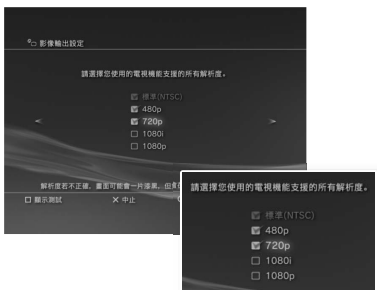 影像輸出設定
請選擇您使用的電視機能支援的所有解析度。
標準(NTSC)
480p
720p
1080i
1080p
解析度若不正確，畫面可能會一片漆黑，但
顯示測試
中止
請選擇您使用的電視機能支援的所有解析度。
標準(NTSC)
480p
720p
1080i
1080p